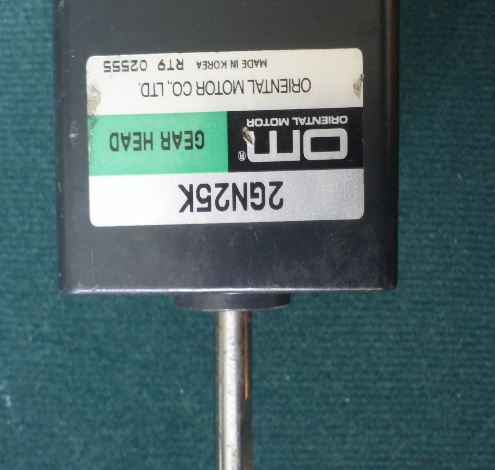 2GN25K
om®
ORIENTAL MOTOR
GEAR HEAD
ORIENTAL MOTOR CO.,LTD.
MADE IN KOREA RT9 02555